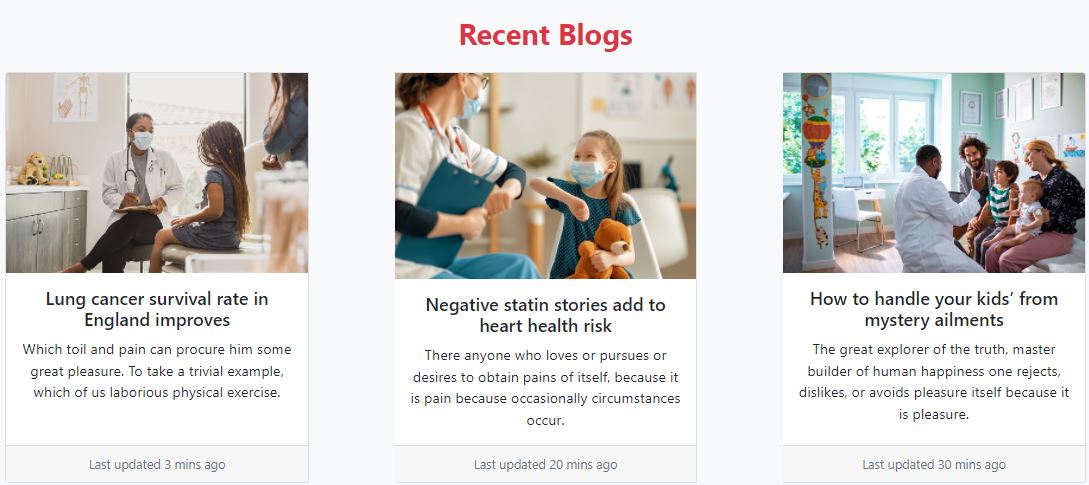 Recent Blogs
Lung cancer survival rate in
England improves
Which toil and pain can procure him some
great pleasure. To take a trivial example,
which of us laborious physical exercise.
Last updated 3 mins ago
Negative statin stories add to
heart health risk
There anyone who loves or pursues or
desires to obtain pains of itself, because it
is pain because occasionally circumstances
occur.
Last updated 20 mins ago
How to handle your kids’ from
mystery ailments
The great explorer of the truth, master
builder of human happiness one rejects,
dislikes, or avoids pleasure itself because it
is pleasure.
Last updated 30 mins ago